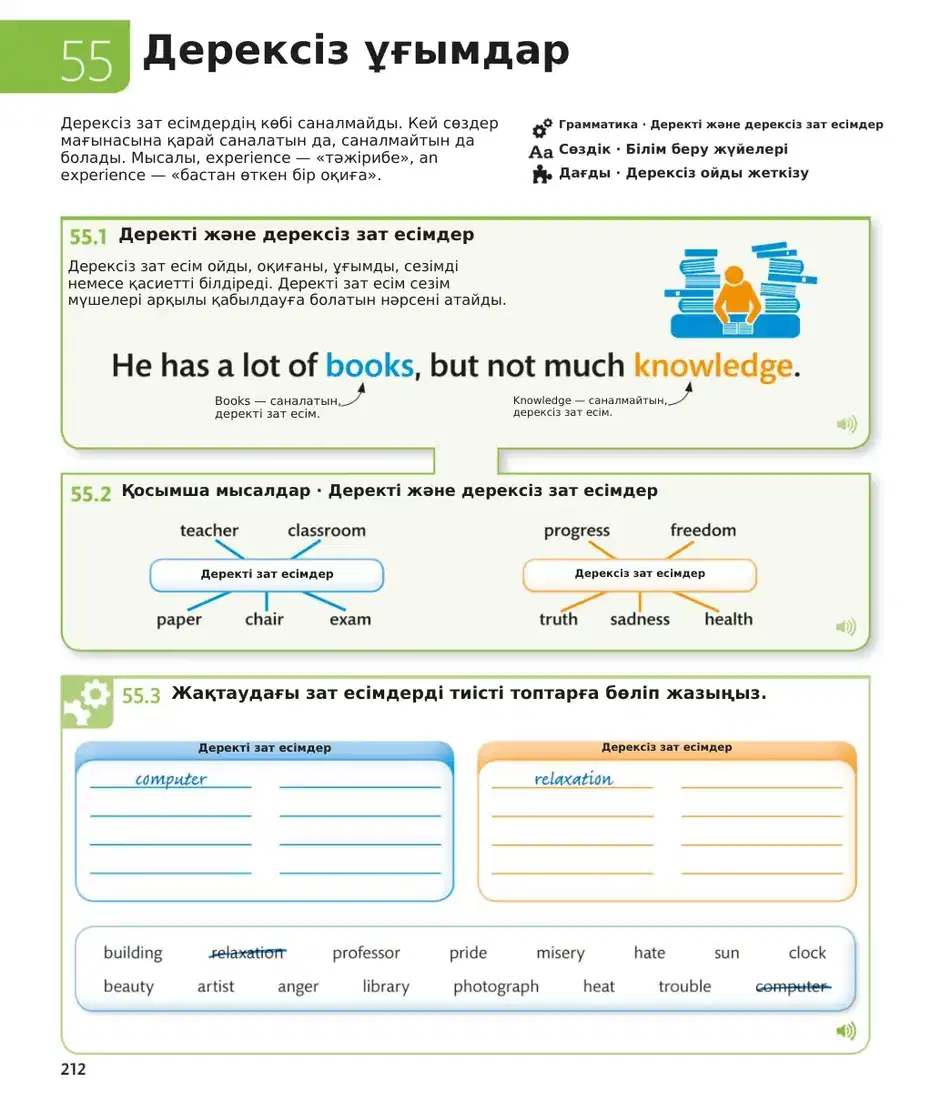 55
Дерексіз ұғымдар
Дерексіз зат есімдердің көбі саналмайды. Кей сөздер
мағынасына қарай саналатын да, саналмайтын да
болады. Мысалы, experience — «тәжірибе», an
experience — «бастан өткен бір оқиға».
Грамматика · Деректі және дерексіз зат есімдер
Aa Сөздік · Білім беру жүйелері
Дағды · Дерексіз ойды жеткізу
55.1 Деректі және дерексіз зат есімдер
Дерексіз зат есім ойды, оқиғаны, ұғымды, сезімді
немесе қасиетті білдіреді. Деректі зат есім сезім
мүшелері арқылы қабылдауға болатын нәрсені атайды.
He has a lot of books, but not much knowledge.
Books — саналатын,
деректі зат есім.
Knowledge — саналмайтын,
дерексіз зат есім.
55.2 Қосымша мысалдар · Деректі және дерексіз зат есімдер
teacher classroom
Деректі зат есімдер
paper chair exam
progress freedom
Дерексіз зат есімдер
truth sadness health
55.3 Жақтаудағы зат есімдерді тиісті топтарға бөліп жазыңыз.
Деректі зат есімдер
computer
Дерексіз зат есімдер
relaxation
building relaxation professor pride misery hate sun clock
beauty artist anger library photograph heat trouble computer
212